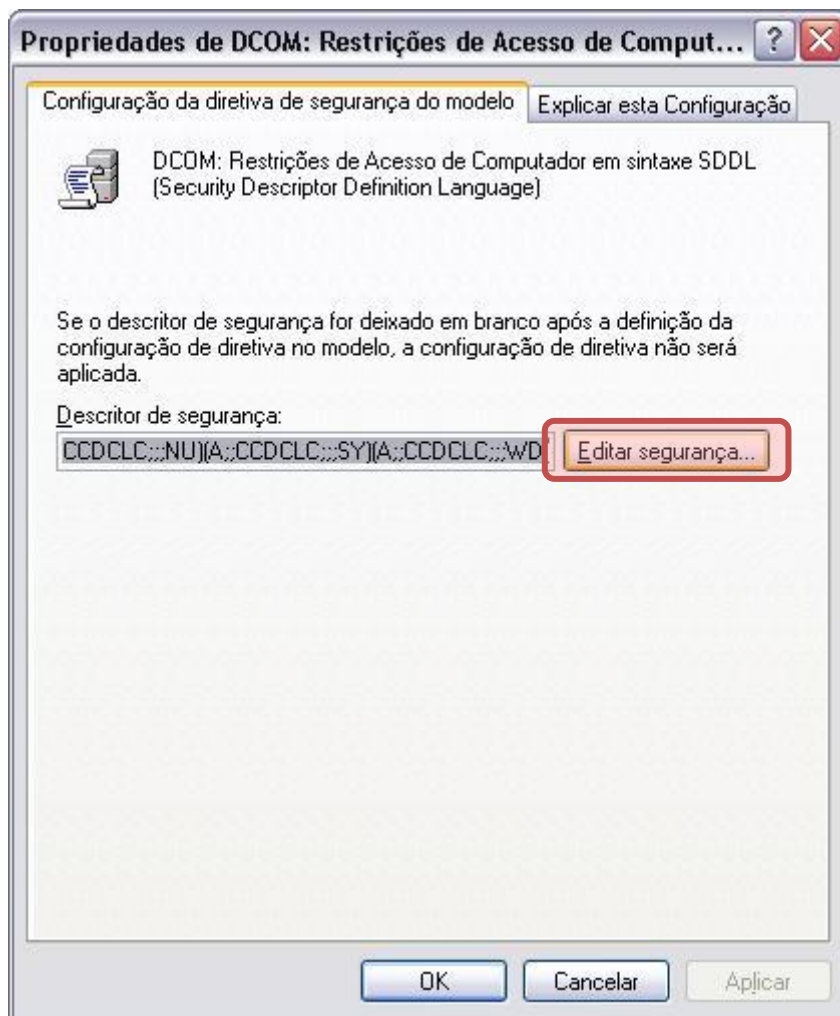 Propriedades de DCOM: Restrições de Acesso de Comput...
Configuração da diretiva de segurança do modelo
Explicar esta Configuração
DCOM: Restrições de Acesso de Computador em sintaxe SDDL
(Security Descriptor Definition Language)
Se o descritor de segurança for deixado em branco após a definição da
configuração de diretiva no modelo, a configuração de diretiva não será
aplicada.
Descritor de segurança:
CCDCLC;;;NU)(A;;CCDCLC;;;SY)(A;;CCDCLC;;;WD
Editar segurança...
OK
Cancelar
Aplicar